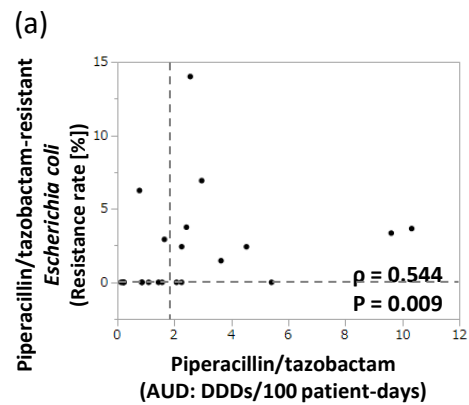 (a)
Piperacillin/tazobactam-resistant
Escherichia coli
(Resistance rate [%])
15
10
5
0
ρ = 0.544
P = 0.009
0 2 4 6 8 10 12
Piperacillin/tazobactam
(AUD: DDDs/100 patient-days)